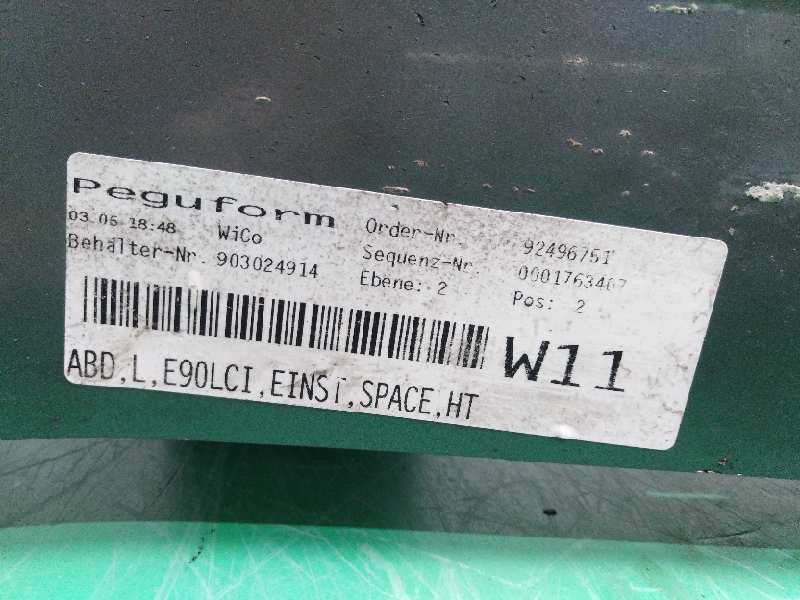 Peguform
03.06 18:48 WiCo
Behälter-Nr. 903024914
Order-Nr. 92496751
Sequenz-Nr. 0001763467
Ebene: 2 Pos: 2
W11
ABD,L,E90LCI,EINST,SPACE,HT